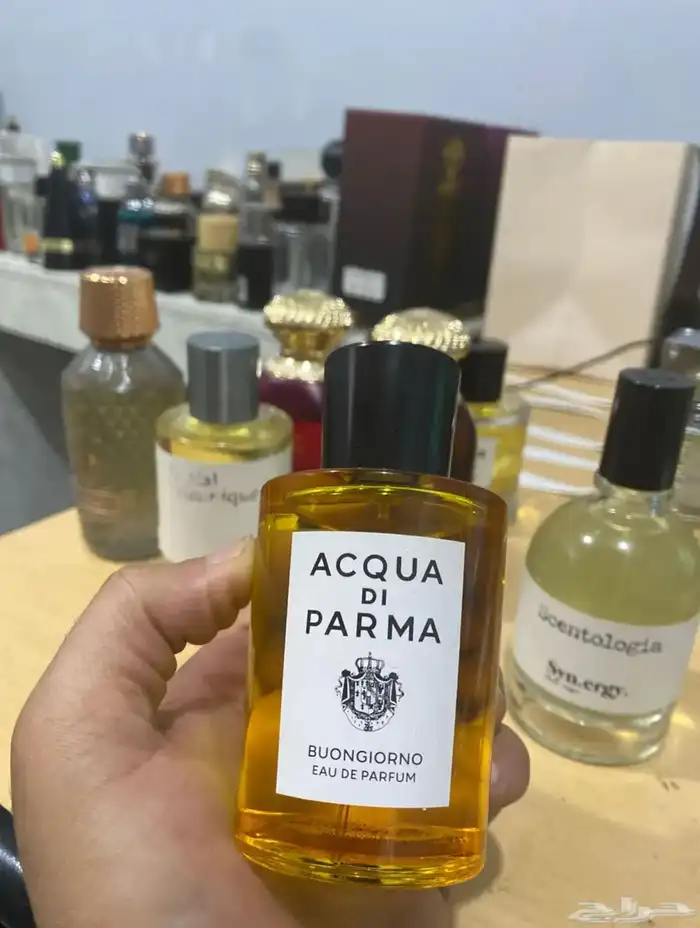 ACQUA
DI
PARMA
BUONGIORNO
EAU DE PARFUM
Scentologia
Syn.ergy.
حراج